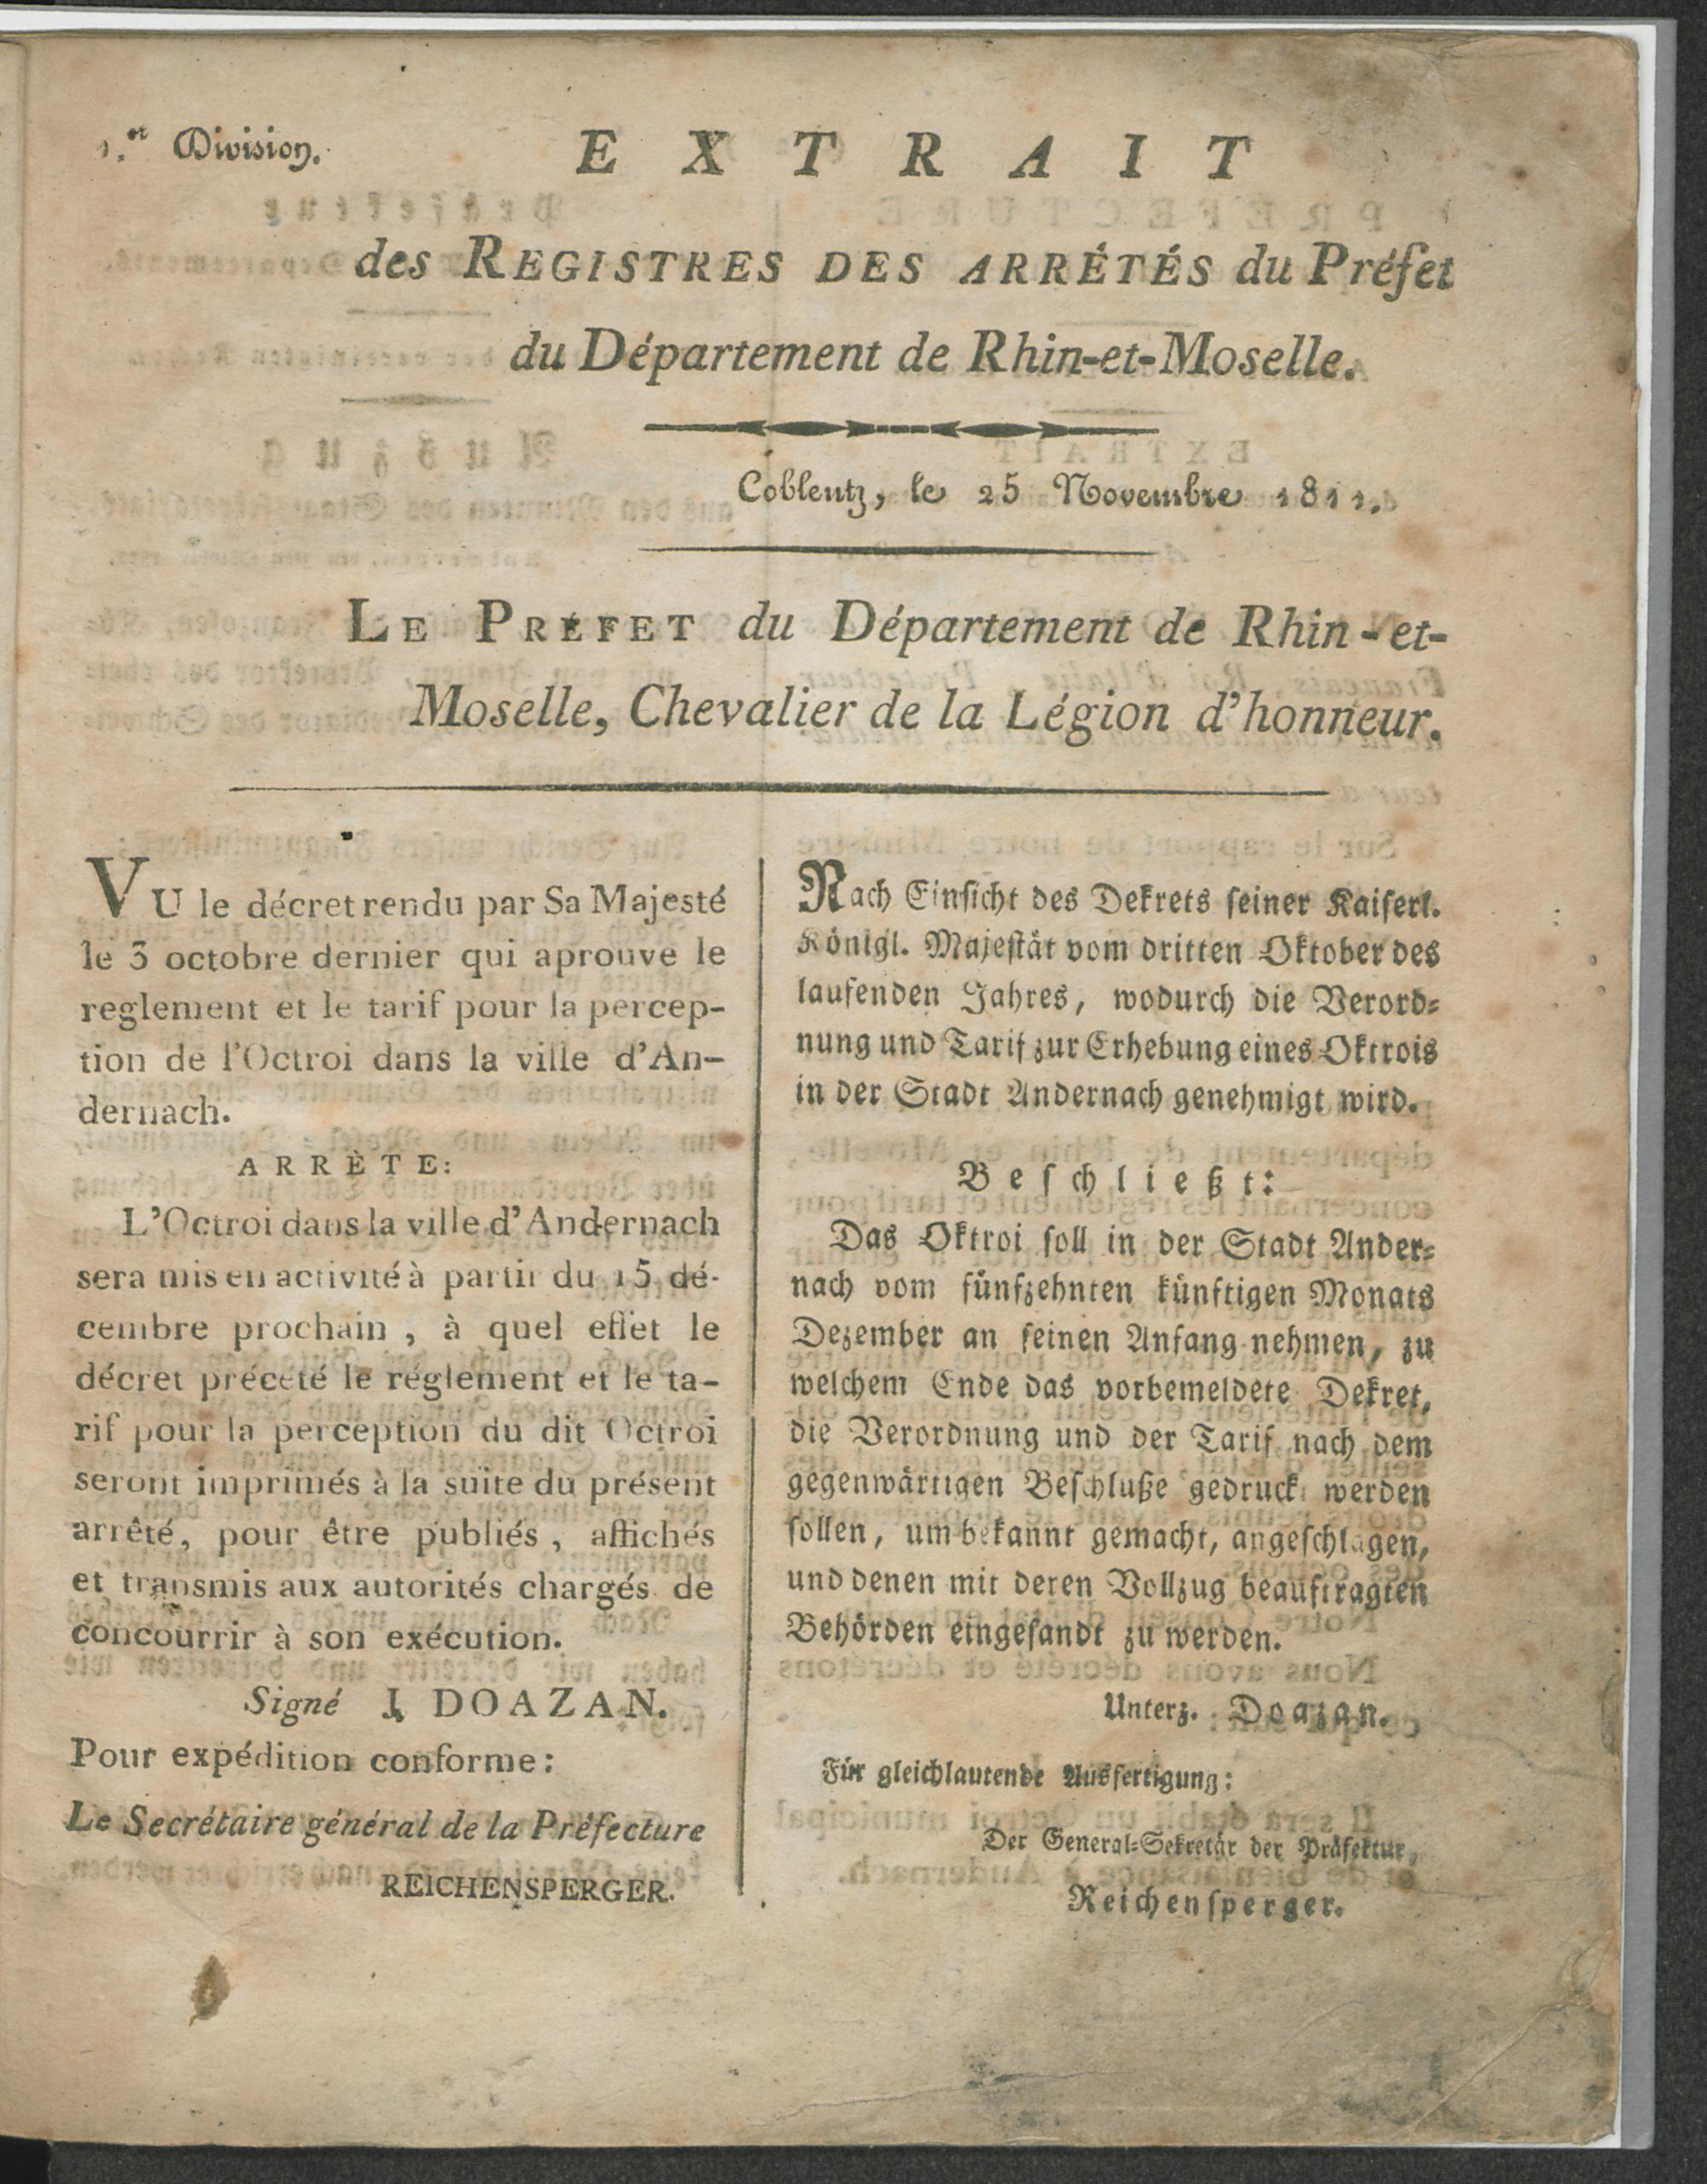 1.er Division.
EXTRAIT
des REGISTRES DES ARRÉTÉS du Préfet
du Département de Rhin-et-Moselle.
Coblentz, le 25 Novembre 1811.
LE PRÉFET du Département de Rhin-et-
Moselle, Chevalier de la Légion d'honneur.
VU le décret rendu par Sa Majesté
le 3 octobre dernier qui aprouve le
reglement et le tarif pour la percep-
tion de l'Octroi dans la ville d'An-
dernach.
ARRÈTE:
L'Octroi dans la ville d'Andernach
sera mis en activité à partir du 15 dé-
cembre prochain, à quel effet le
décret préceté le réglement et le ta-
rif pour la perception du dit Octroi
seront imprimés à la suite du présent
arrêté, pour être publiés, affichés
et transmis aux autorités chargés de
concourrir à son exécution.
Signé J. DOAZAN.
Pour expédition conforme:
Le Secrétaire général de la Préfecture
REICHENSPERGER.
Nach Einsicht des Dekrets seiner Kaiserl.
Königl. Majestät vom dritten Oktober des
laufenden Jahres, wodurch die Verord-
nung und Tarif zur Erhebung eines Oktrois
in der Stadt Andernach genehmigt wird.
Beschließt:
Das Oktroi soll in der Stadt Ander-
nach vom fünfzehnten künftigen Monats
Dezember an seinen Anfang nehmen, zu
welchem Ende das vorbemeldete Dekret,
die Verordnung und der Tarif nach dem
gegenwärtigen Beschluße gedruckt werden
sollen, um bekannt gemacht, angeschlagen,
und denen mit deren Vollzug beauftragten
Behörden eingesandt zu werden.
Unterz. Doazan.
Für gleichlautende Ausfertigung:
Der General-Sekretär der Präfektur,
Reichensperger.